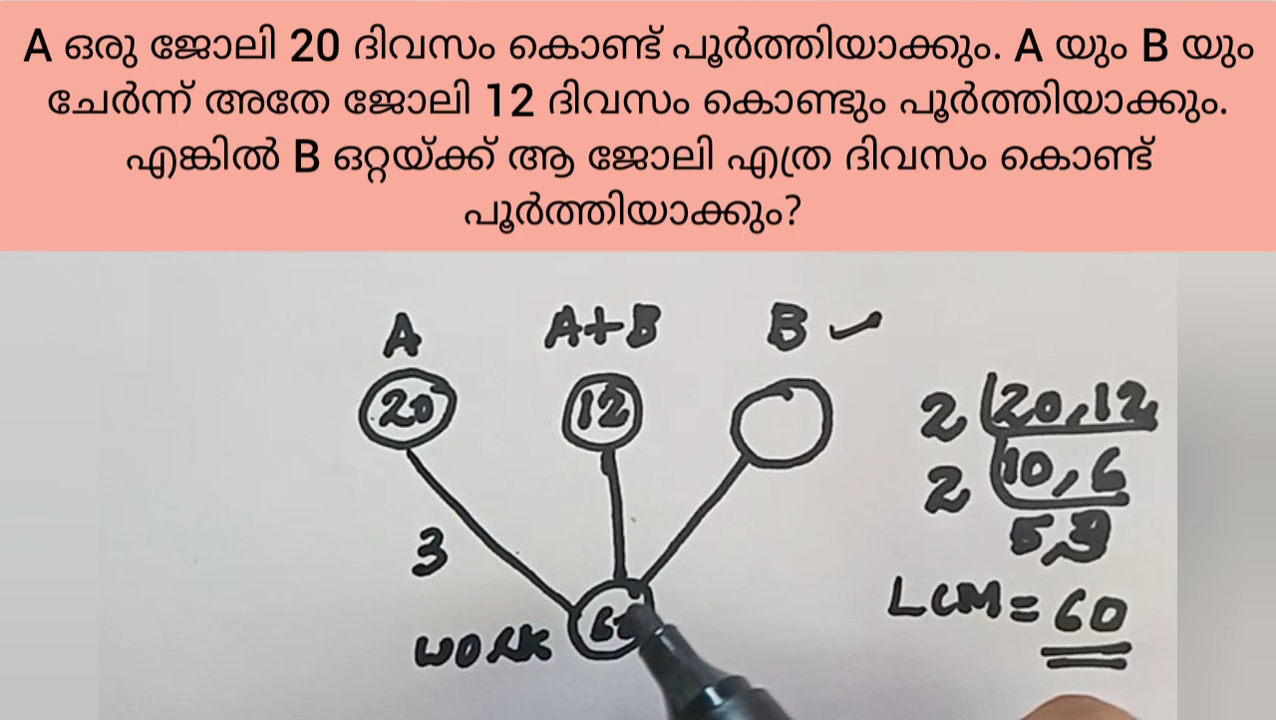 A ഒരു ജോലി 20 ദിവസം കൊണ്ട് പൂർത്തിയാക്കും. A യും B യും
ചേർന്ന് അതേ ജോലി 12 ദിവസം കൊണ്ടും പൂർത്തിയാക്കും.
എങ്കിൽ B ഒറ്റയ്ക്ക് ആ ജോലി എത്ര ദിവസം കൊണ്ട്
പൂർത്തിയാക്കും?
A A+B B ✓
20 12
2 20, 12
2 10, 6
5, 3
3
LCM = 60
WORK